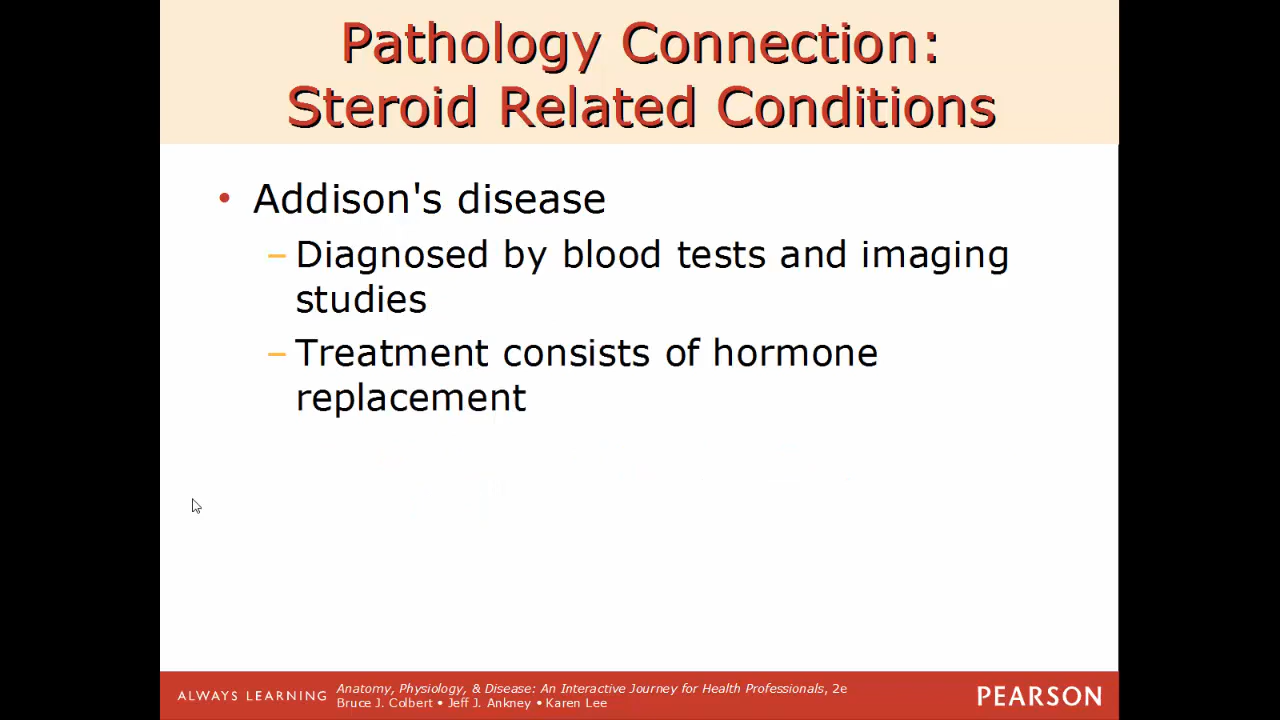 Pathology Connection:
Steroid Related Conditions
• Addison's disease
– Diagnosed by blood tests and imaging
studies
– Treatment consists of hormone
replacement
ALWAYS LEARNING
Anatomy, Physiology, & Disease: An Interactive Journey for Health Professionals, 2e
Bruce J. Colbert • Jeff J. Ankney • Karen Lee
PEARSON